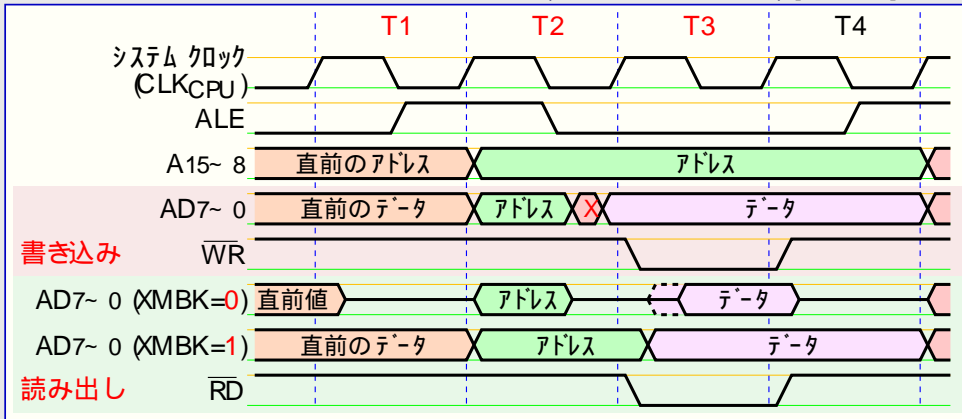 T1 T2 T3 T4
システム クロック
(CLKCPU)
ALE
A15~8 直前のアドレス アドレス
AD7~0 直前のデータ アドレス X データ
書き込み WR
AD7~0 (XMBK=0) 直前値 アドレス データ
AD7~0 (XMBK=1) 直前のデータ アドレス データ
読み出し RD